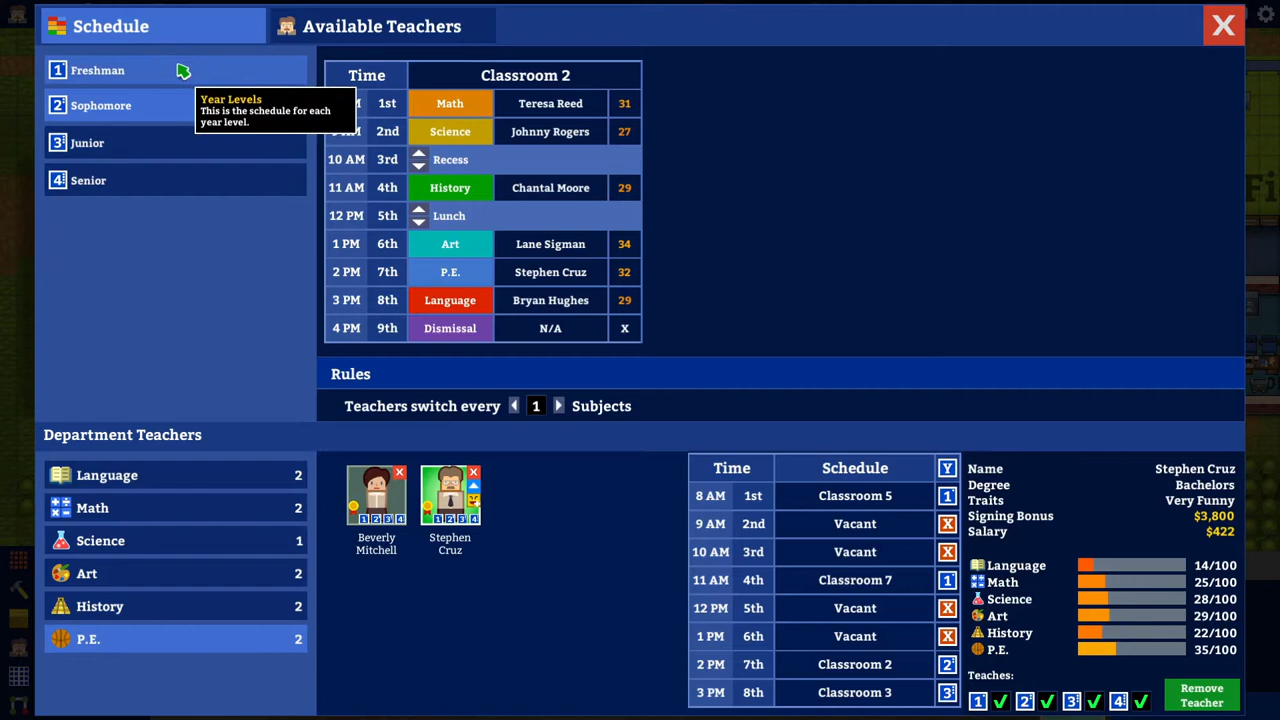 Schedule
Available Teachers
X
1 Freshman
2 Sophomore
3 Junior
4 Senior
Year Levels
This is the schedule for each
year level.
Time Classroom 2
M 1st Math Teresa Reed 31
2nd Science Johnny Rogers 27
10 AM 3rd Recess
11 AM 4th History Chantal Moore 29
12 PM 5th Lunch
1 PM 6th Art Lane Sigman 34
2 PM 7th P.E. Stephen Cruz 32
3 PM 8th Language Bryan Hughes 29
4 PM 9th Dismissal N/A X
Rules
Teachers switch every 1 Subjects
Department Teachers
Language 2
Math 2
Science 1
Art 2
History 2
P.E. 2
X X
1 2 3 4 1 2 3 4
Beverly Mitchell
Stephen Cruz
Time Schedule Y
8 AM 1st Classroom 5 1
9 AM 2nd Vacant X
10 AM 3rd Vacant X
11 AM 4th Classroom 7 1
12 PM 5th Vacant X
1 PM 6th Vacant X
2 PM 7th Classroom 2 2
3 PM 8th Classroom 3 3
Name Stephen Cruz
Degree Bachelors
Traits Very Funny
Signing Bonus $3,800
Salary $422
Language 14/100
Math 25/100
Science 28/100
Art 29/100
History 22/100
P.E. 35/100
Teaches:
1 2 3 4
Remove
Teacher